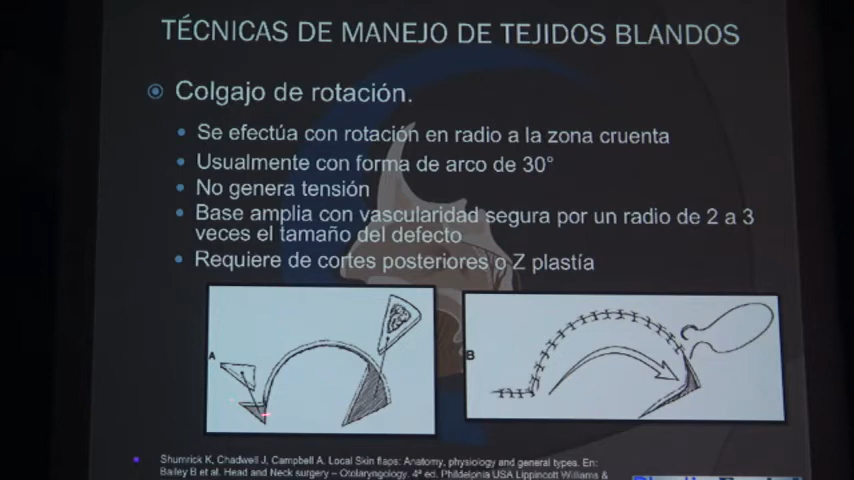 TÉCNICAS DE MANEJO DE TEJIDOS BLANDOS
Colgajo de rotación.
Se efectúa con rotación en radio a la zona cruenta
Usualmente con forma de arco de 30°
No genera tensión
Base amplia con vascularidad segura por un radio de 2 a 3
veces el tamaño del defecto
Requiere de cortes posteriores o Z plastía
A
B
Shumrick K, Chadwell J, Campbell A. Local Skin flaps: Anatomy, physiology and general types. En:
Bailey B et al. Head and Neck surgery – Otolaryngology. 4ª ed. Phildelpnia USA Lippincott Williams &